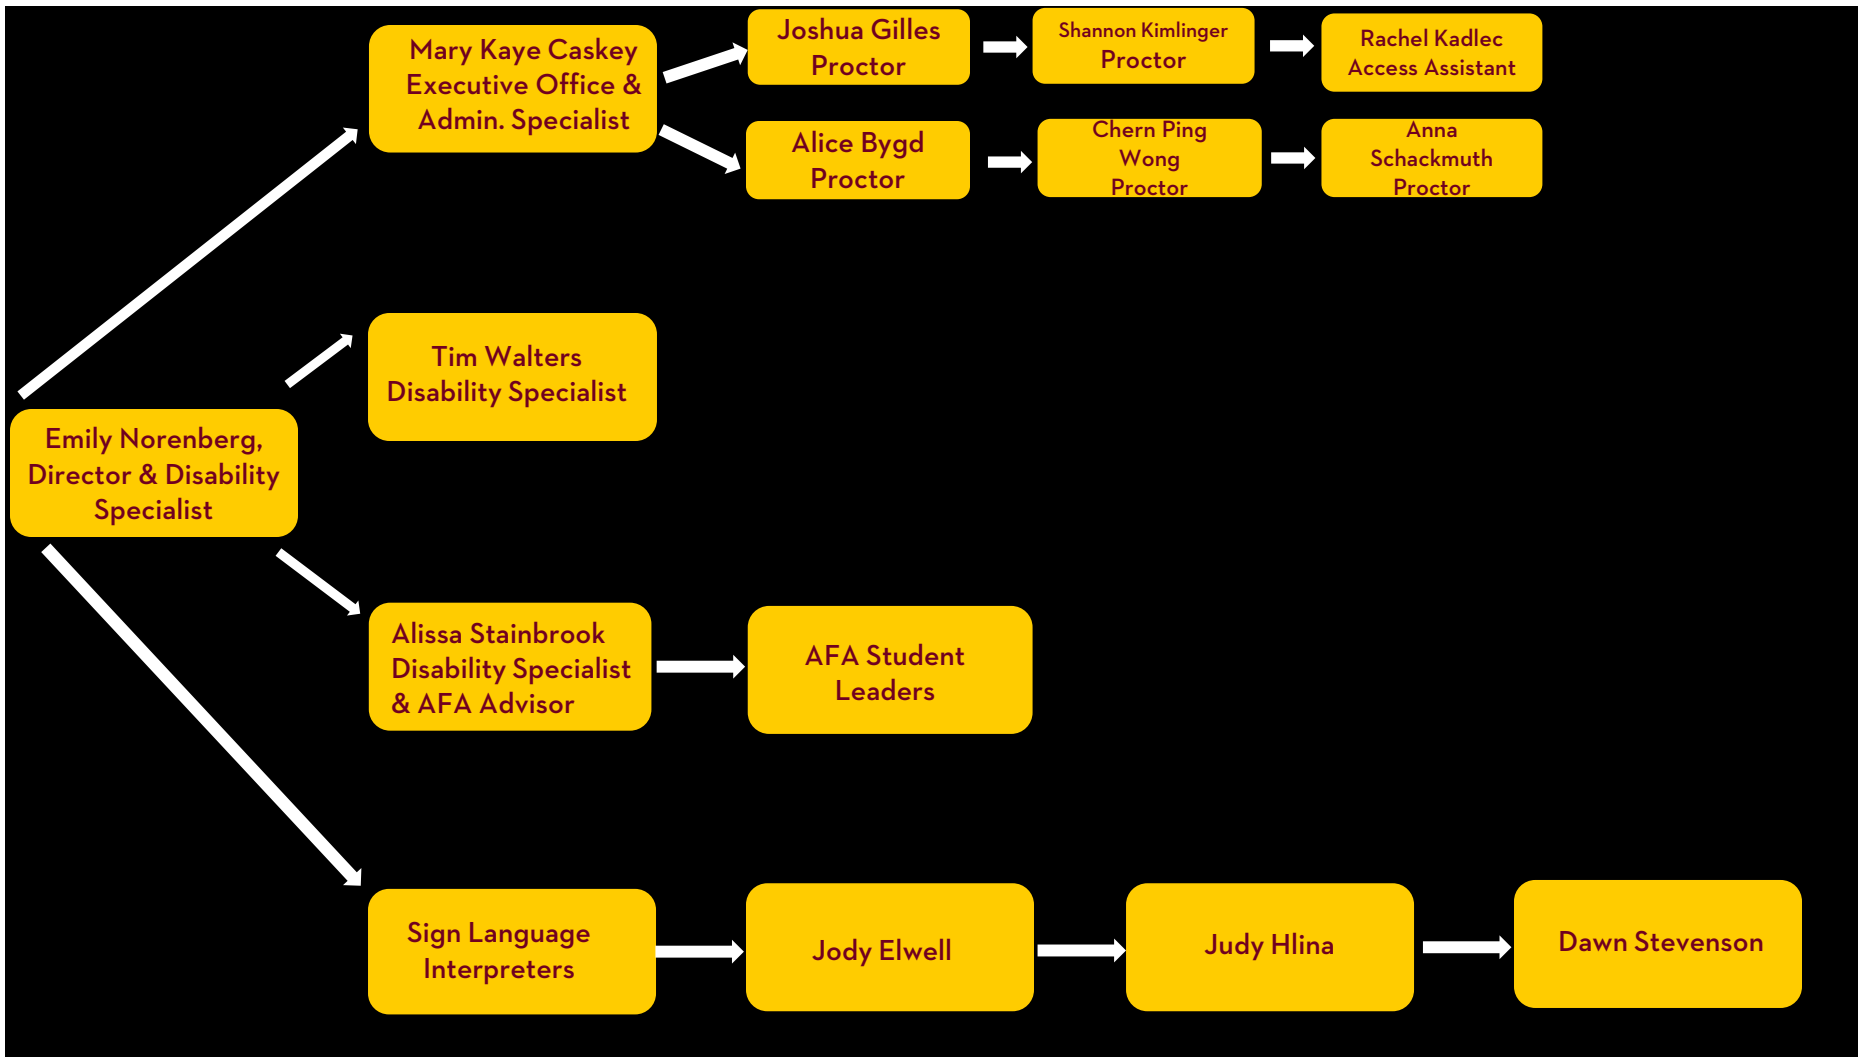 Mary Kaye Caskey
Executive Office &
Admin. Specialist
Joshua Gilles
Proctor
Shannon Kimlinger
Proctor
Rachel Kadlec
Access Assistant
Alice Bygd
Proctor
Chern Ping
Wong
Proctor
Anna
Schackmuth
Proctor
Tim Walters
Disability Specialist
Emily Norenberg,
Director & Disability
Specialist
Alissa Stainbrook
Disability Specialist
& AFA Advisor
AFA Student
Leaders
Sign Language
Interpreters
Jody Elwell
Judy Hlina
Dawn Stevenson